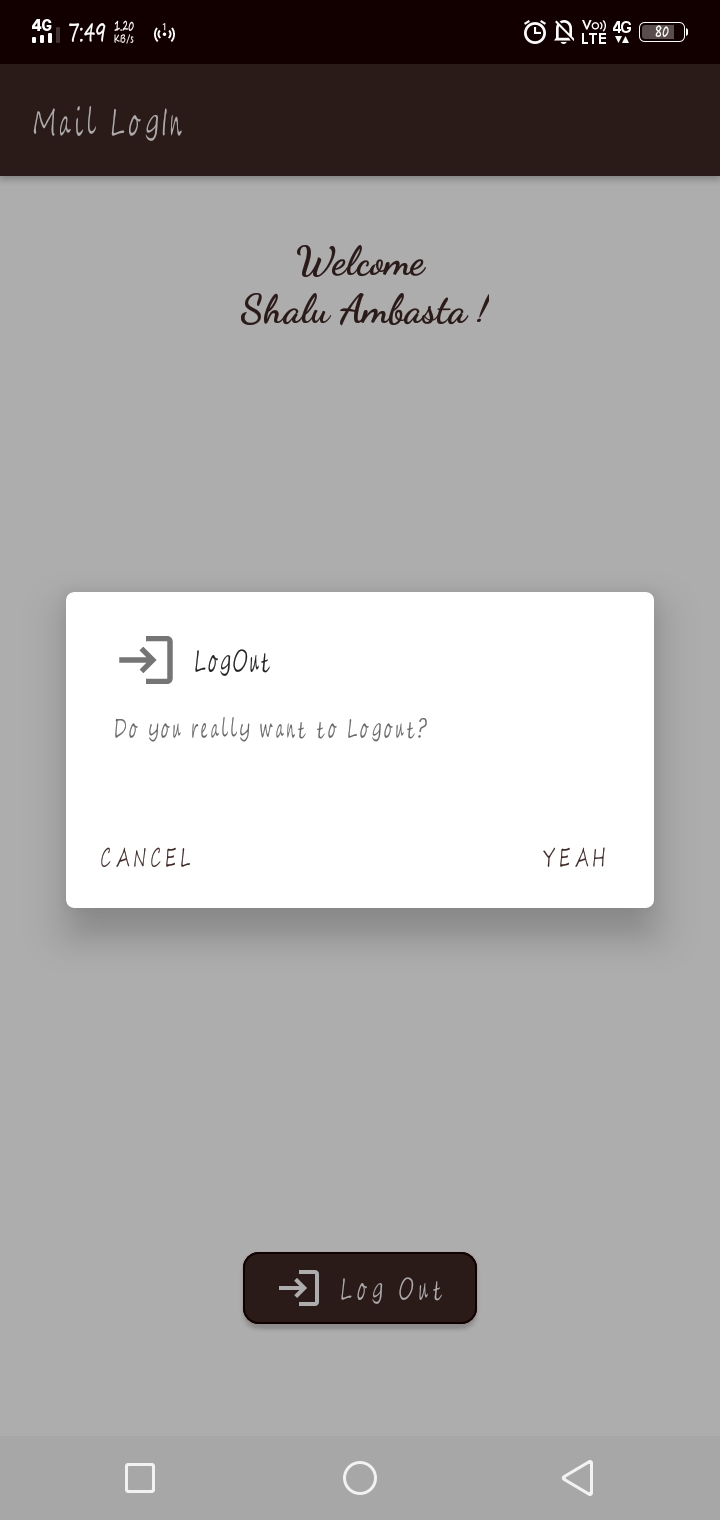 4G 7:49 1.20 KB/s 1 Vo)) LTE 4G 80
Mail LogIn
Welcome
Shalu Ambasta !
LogOut
Do you really want to Logout?
CANCEL YEAH
Log Out